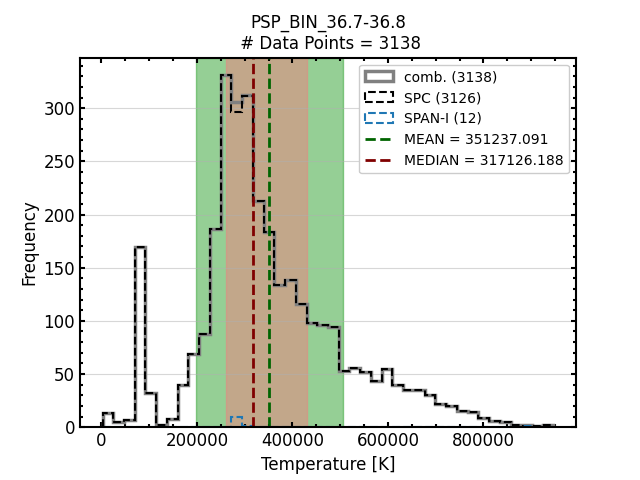 PSP_BIN_36.7-36.8
# Data Points = 3138
comb. (3138)
SPC (3126)
SPAN-I (12)
MEAN = 351237.091
MEDIAN = 317126.188
Frequency
300
250
200
150
100
50
0
0 200000 400000 600000 800000
Temperature [K]